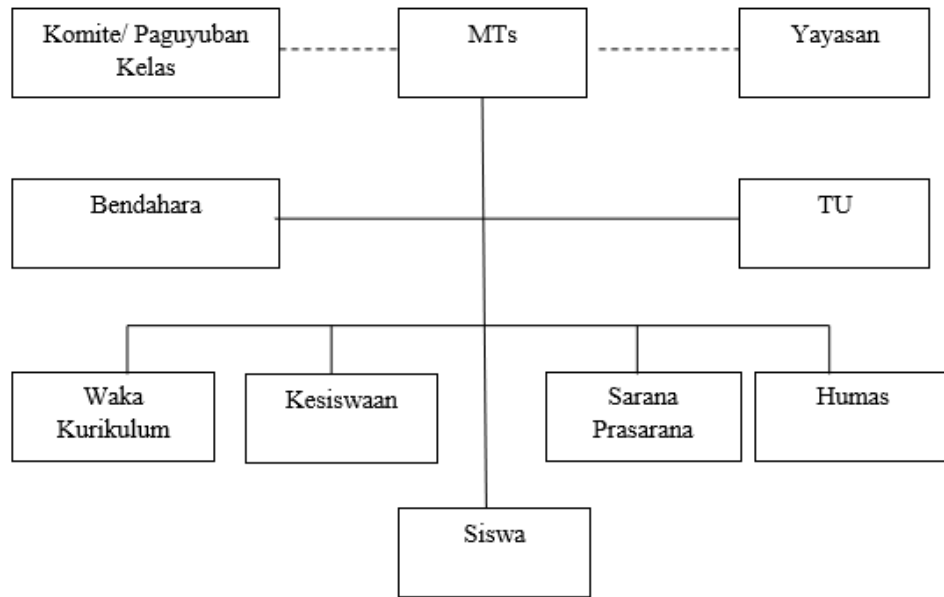 Komite/ Paguyuban
Kelas
MTs
Yayasan
Bendahara
TU
Waka
Kurikulum
Kesiswaan
Sarana
Prasarana
Humas
Siswa